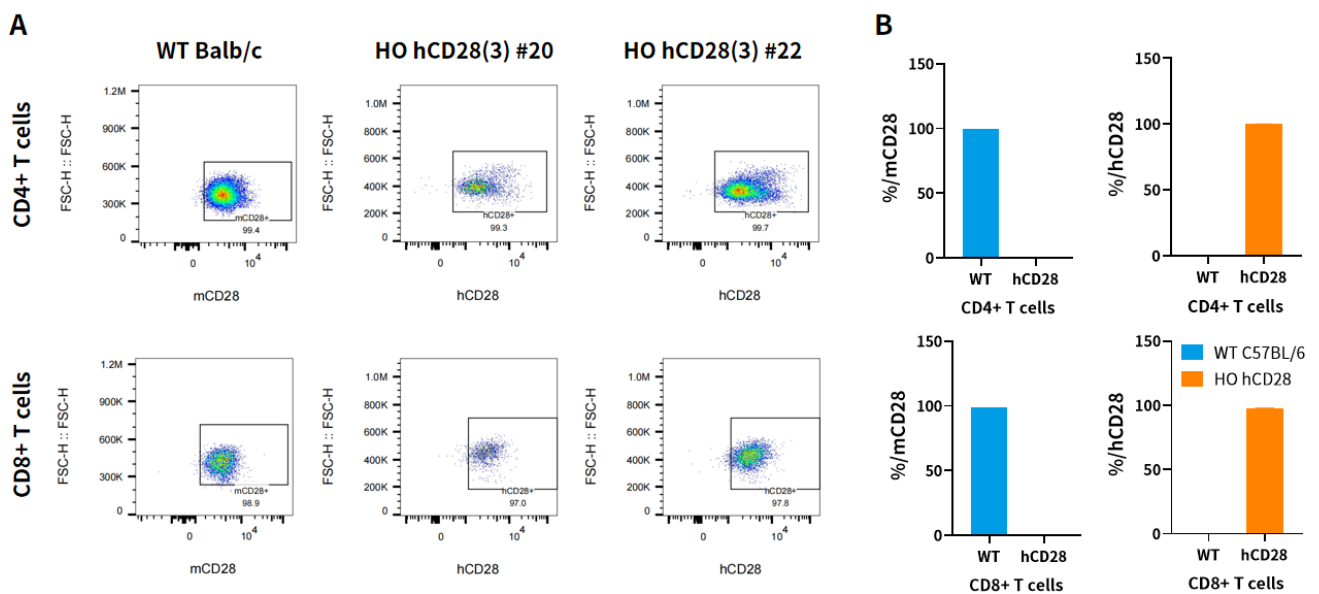 A
B
WT Balb/c
HO hCD28(3) #20
HO hCD28(3) #22
CD4+ T cells
FSC-H :: FSC-H
1.2M
900K
600K
300K
0
mCD28+
99.4
0 10^4
mCD28
FSC-H :: FSC-H
1.0M
800K
600K
400K
200K
0
hCD28+
99.3
0 10^4
hCD28
FSC-H :: FSC-H
1.0M
800K
600K
400K
200K
0
hCD28+
99.7
0 10^4
hCD28
%/mCD28
150
100
50
0
WT hCD28
CD4+ T cells
%/hCD28
150
100
50
0
WT hCD28
CD4+ T cells
CD8+ T cells
FSC-H :: FSC-H
1.2M
900K
600K
300K
0
mCD28+
98.9
0 10^4
mCD28
FSC-H :: FSC-H
1.0M
800K
600K
400K
200K
0
hCD28+
97.0
0 10^4
hCD28
FSC-H :: FSC-H
1.0M
800K
600K
400K
200K
0
hCD28+
97.8
0 10^4
hCD28
%/mCD28
150
100
50
0
WT hCD28
CD8+ T cells
%/hCD28
150
100
50
0
WT C57BL/6
HO hCD28
WT hCD28
CD8+ T cells